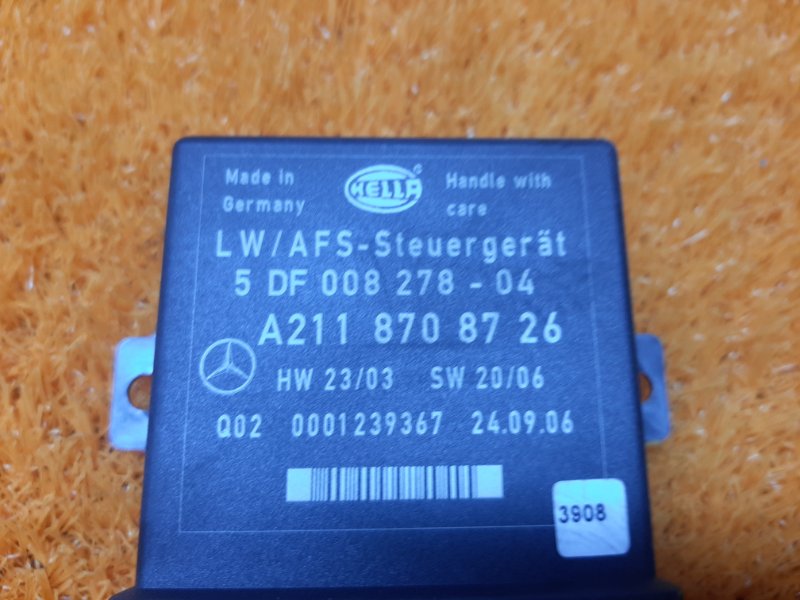 Made in
Germany
HELLA
®
Handle with
care
LW/AFS-Steuergerät
5 DF 008 278 - 04
A211 870 87 26
HW 23/03 SW 20/06
Q02 0001239367 24.09.06
3908